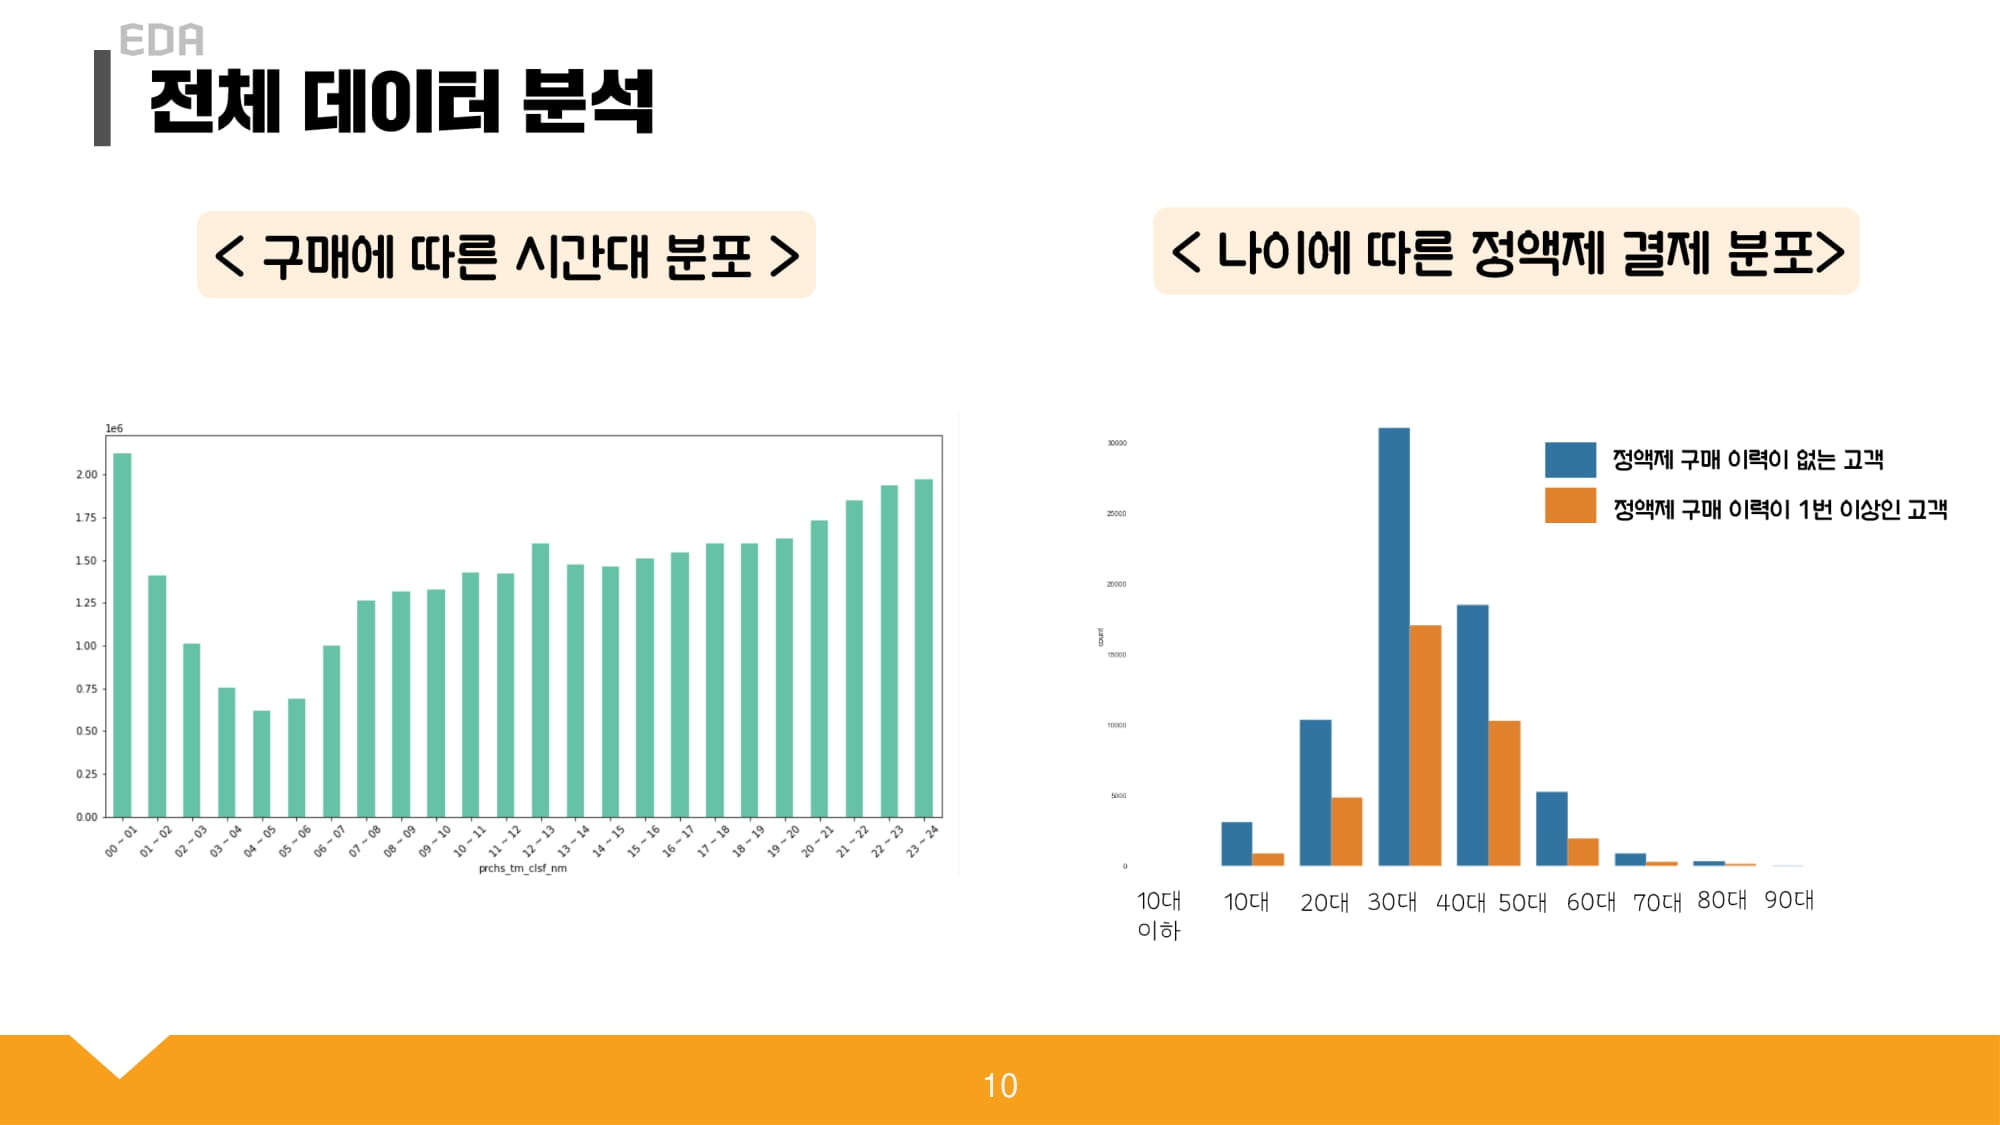 EDA
전체 데이터 분석
< 구매에 따른 시간대 분포 >
< 나이에 따른 정액제 결제 분포>
1e6
2.00
1.75
1.50
1.25
1.00
0.75
0.50
0.25
0.00
00 ~ 01
01 ~ 02
02 ~ 03
03 ~ 04
04 ~ 05
05 ~ 06
06 ~ 07
07 ~ 08
08 ~ 09
09 ~ 10
10 ~ 11
11 ~ 12
12 ~ 13
13 ~ 14
14 ~ 15
15 ~ 16
16 ~ 17
17 ~ 18
18 ~ 19
19 ~ 20
20 ~ 21
21 ~ 22
22 ~ 23
23 ~ 24
prchs_tm_clsf_nm
정액제 구매 이력이 없는 고객
정액제 구매 이력이 1번 이상인 고객
30000
25000
20000
15000
10000
5000
0
count
10대
이하
10대
20대
30대
40대
50대
60대
70대
80대
90대
10